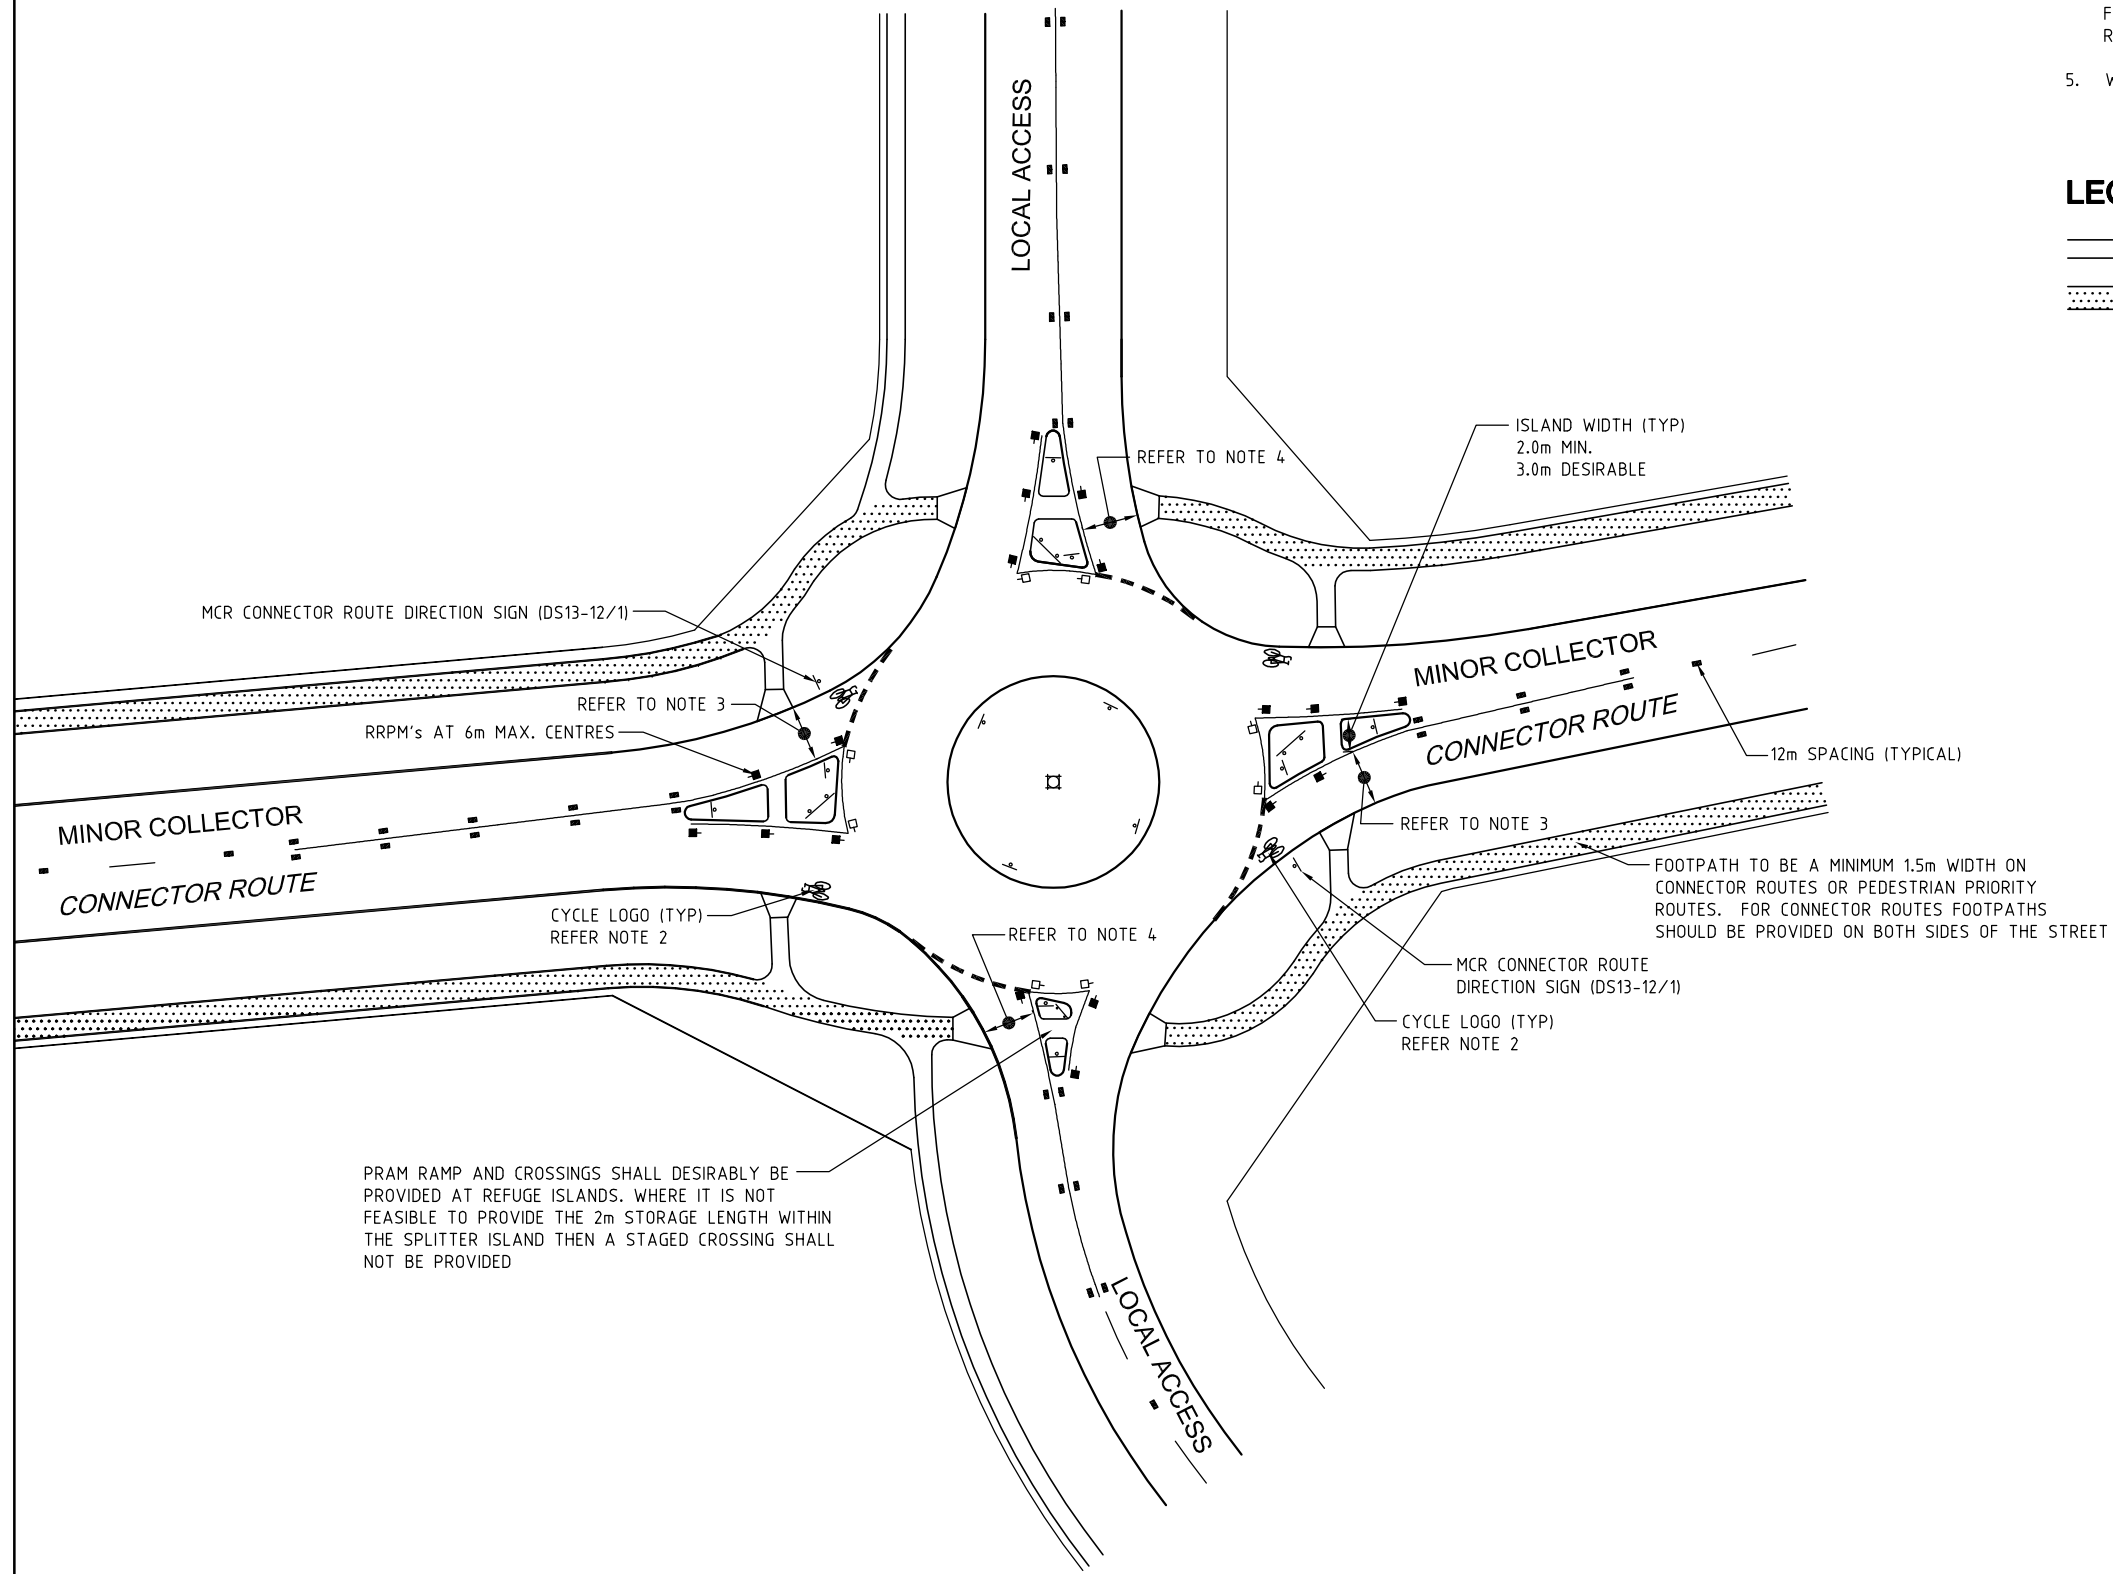 F
R
5. W
LEG
LOCAL ACCESS
ISLAND WIDTH (TYP)
2.0m MIN.
3.0m DESIRABLE
REFER TO NOTE 4
MCR CONNECTOR ROUTE DIRECTION SIGN (DS13-12/1)
REFER TO NOTE 3
RRPM's AT 6m MAX. CENTRES
MINOR COLLECTOR
CONNECTOR ROUTE
12m SPACING (TYPICAL)
MINOR COLLECTOR
CONNECTOR ROUTE
REFER TO NOTE 3
FOOTPATH TO BE A MINIMUM 1.5m WIDTH ON
CONNECTOR ROUTES OR PEDESTRIAN PRIORITY
ROUTES. FOR CONNECTOR ROUTES FOOTPATHS
SHOULD BE PROVIDED ON BOTH SIDES OF THE STREET
CYCLE LOGO (TYP)
REFER NOTE 2
REFER TO NOTE 4
MCR CONNECTOR ROUTE
DIRECTION SIGN (DS13-12/1)
CYCLE LOGO (TYP)
REFER NOTE 2
PRAM RAMP AND CROSSINGS SHALL DESIRABLY BE
PROVIDED AT REFUGE ISLANDS. WHERE IT IS NOT
FEASIBLE TO PROVIDE THE 2m STORAGE LENGTH WITHIN
THE SPLITTER ISLAND THEN A STAGED CROSSING SHALL
NOT BE PROVIDED
LOCAL ACCESS